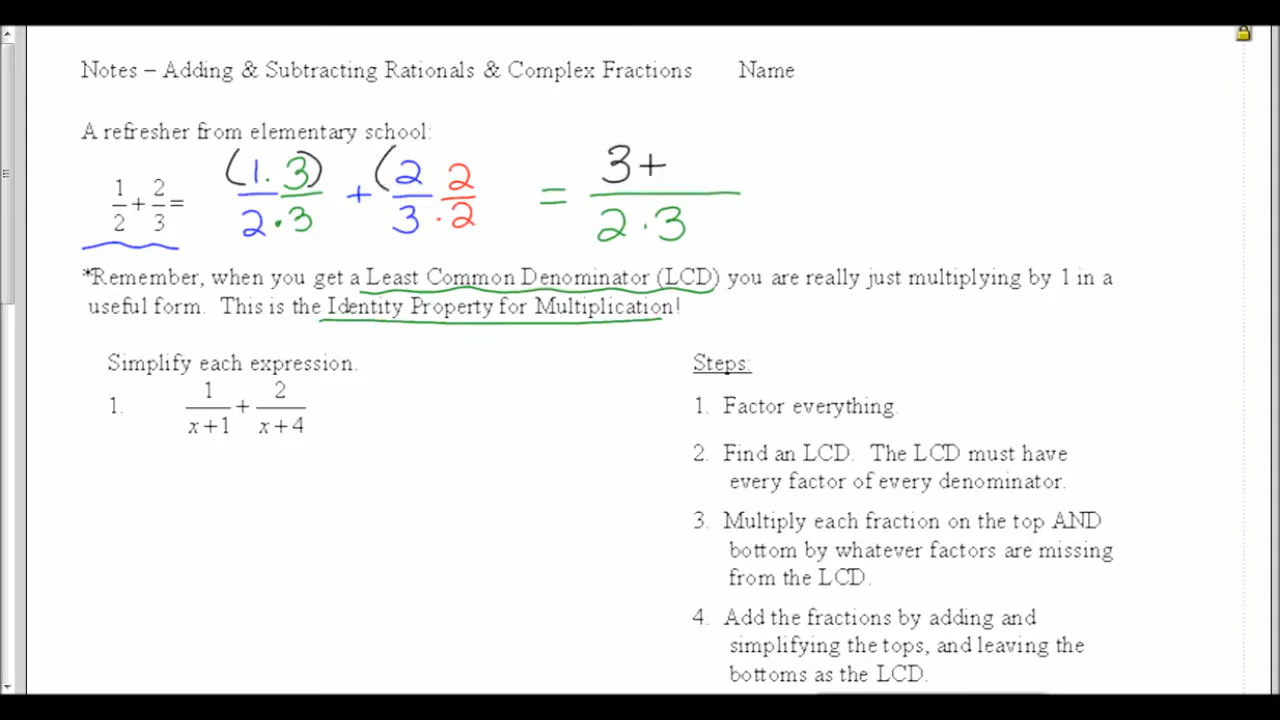 Notes – Adding & Subtracting Rationals & Complex Fractions Name
A refresher from elementary school:
1/2 + 2/3 = (1·3)/(2·3) + (2 2/(3·2 = 3+/(2·3)
*Remember, when you get a Least Common Denominator (LCD) you are really just multiplying by 1 in a
useful form. This is the Identity Property for Multiplication!
Simplify each expression.
1. 1/(x+1) + 2/(x+4)
Steps:
1. Factor everything.
2. Find an LCD. The LCD must have
every factor of every denominator.
3. Multiply each fraction on the top AND
bottom by whatever factors are missing
from the LCD.
4. Add the fractions by adding and
simplifying the tops, and leaving the
bottoms as the LCD.